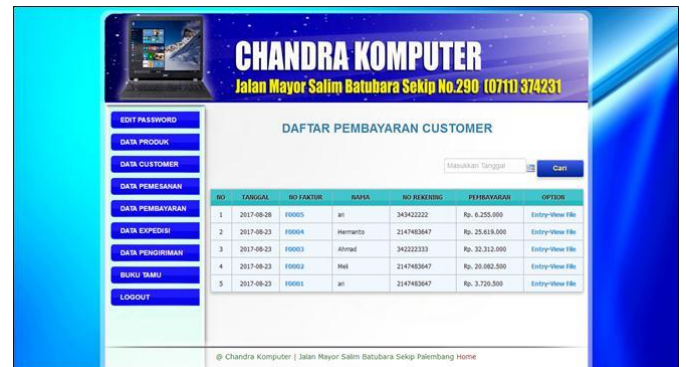 CHANDRA KOMPUTER
Jalan Mayor Salim Batubara Sekip No.290 (0711) 374231
EDIT PASSWORD
DATA PRODUK
DATA CUSTOMER
DATA PEMESANAN
DATA PEMBAYARAN
DATA EXPEDISI
DATA PENGIRIMAN
BUKU TAMU
LOGOUT
DAFTAR PEMBAYARAN CUSTOMER
Masukkan Tanggal Cari
NO TANGGAL NO FAKTUR NAMA NO REKENING PEMBAYARAN OPTION
1 2017-08-28 F0005 ari 343422222 Rp. 6.255.000 Entry-View File
2 2017-08-23 F0004 Hermanto 2147483647 Rp. 25.619.000 Entry-View File
3 2017-08-23 F0003 Ahmad 342222333 Rp. 32.312.000 Entry-View File
4 2017-08-23 F0002 Meli 2147483647 Rp. 20.082.500 Entry-View File
5 2017-08-23 F0001 ari 2147483647 Rp. 3.720.500 Entry-View File
@ Chandra Komputer | Jalan Mayor Salim Batubara Sekip Palembang Home